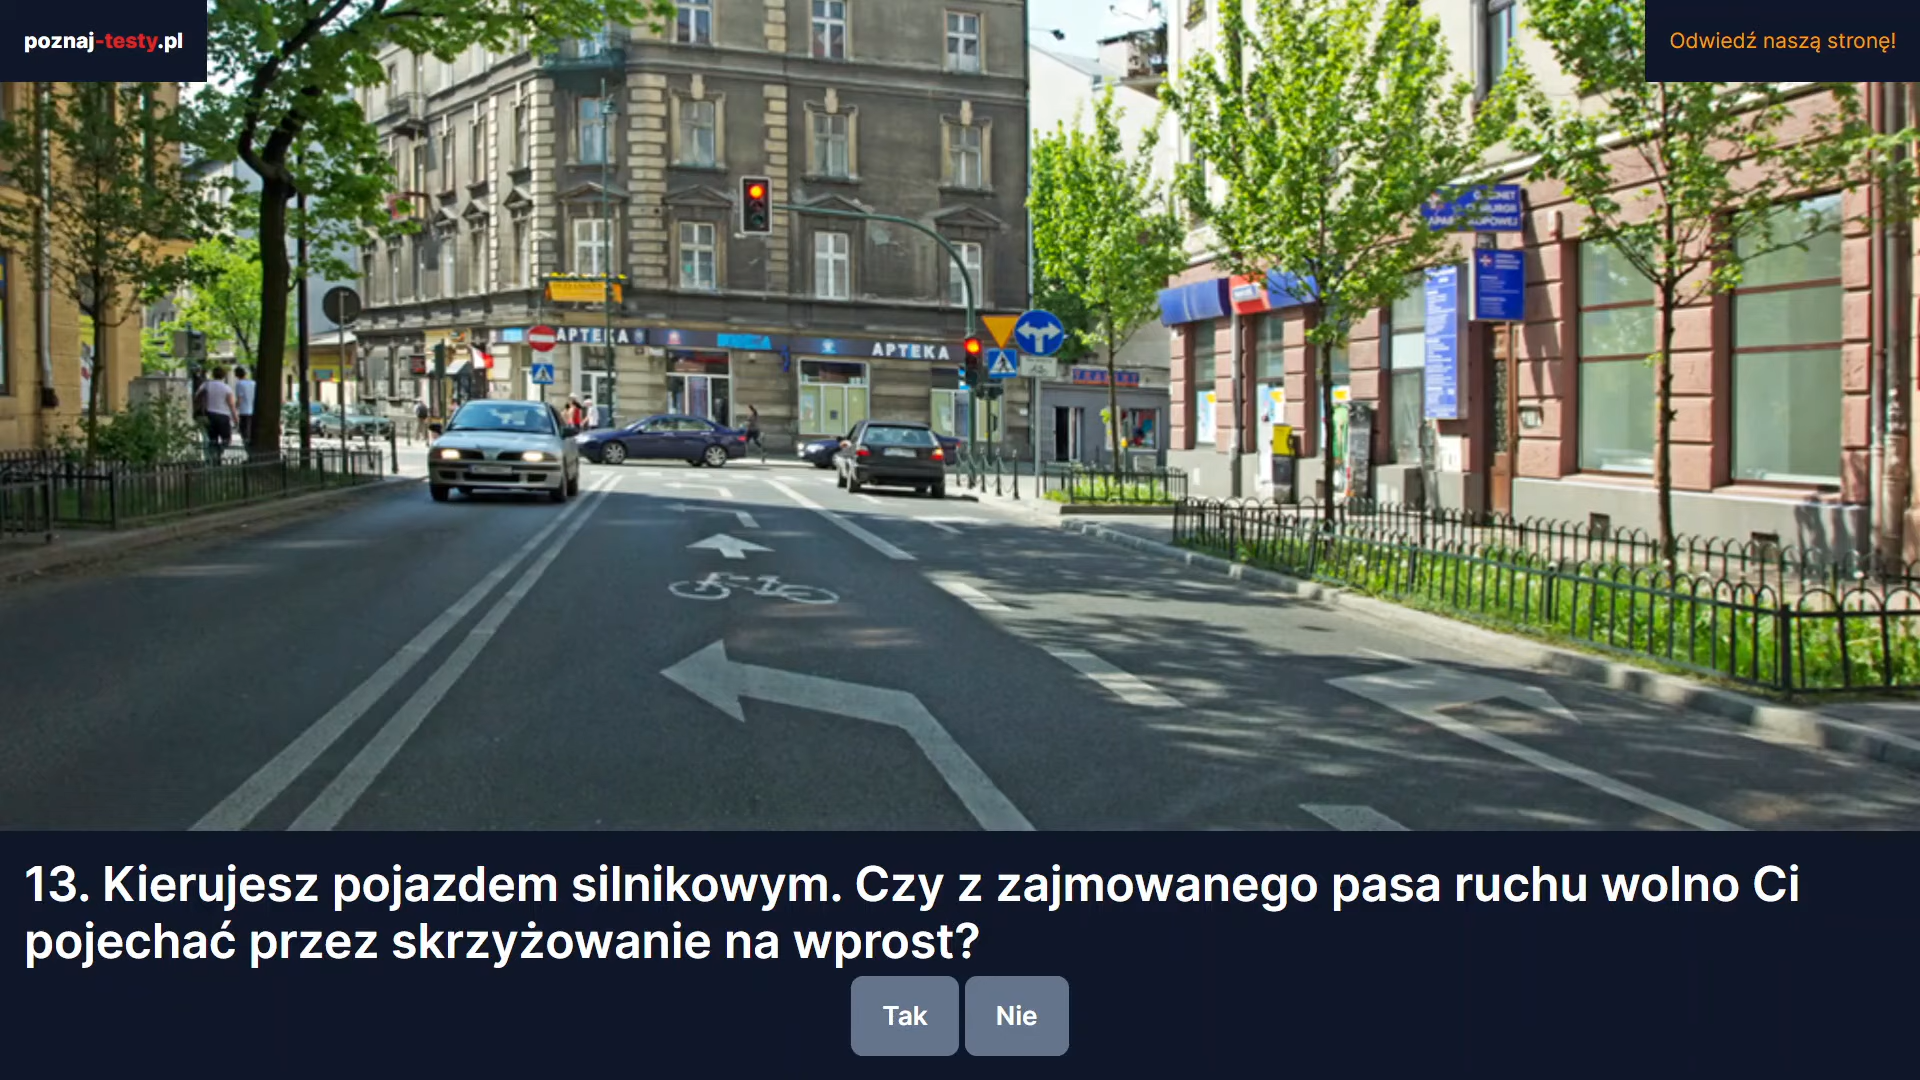 poznaj-testy.pl
Odwiedź naszą stronę!
APTEKA
APTEKA
13. Kierujesz pojazdem silnikowym. Czy z zajmowanego pasa ruchu wolno Ci
pojechać przez skrzyżowanie na wprost?
Tak
Nie